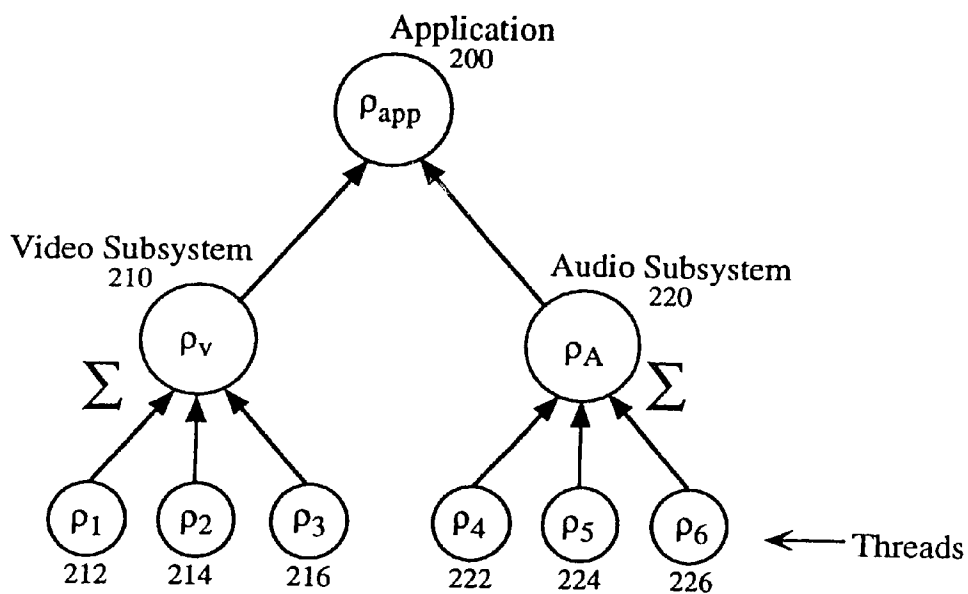 Application
200
ρapp
Video Subsystem
210
Audio Subsystem
220
ρv
ρA
Σ
Σ
ρ1
ρ2
ρ3
ρ4
ρ5
ρ6
Threads
212
214
216
222
224
226